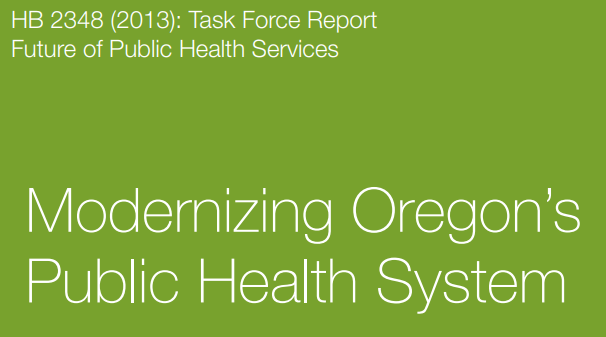 HB 2348 (2013): Task Force Report
Future of Public Health Services
Modernizing Oregon’s
Public Health System